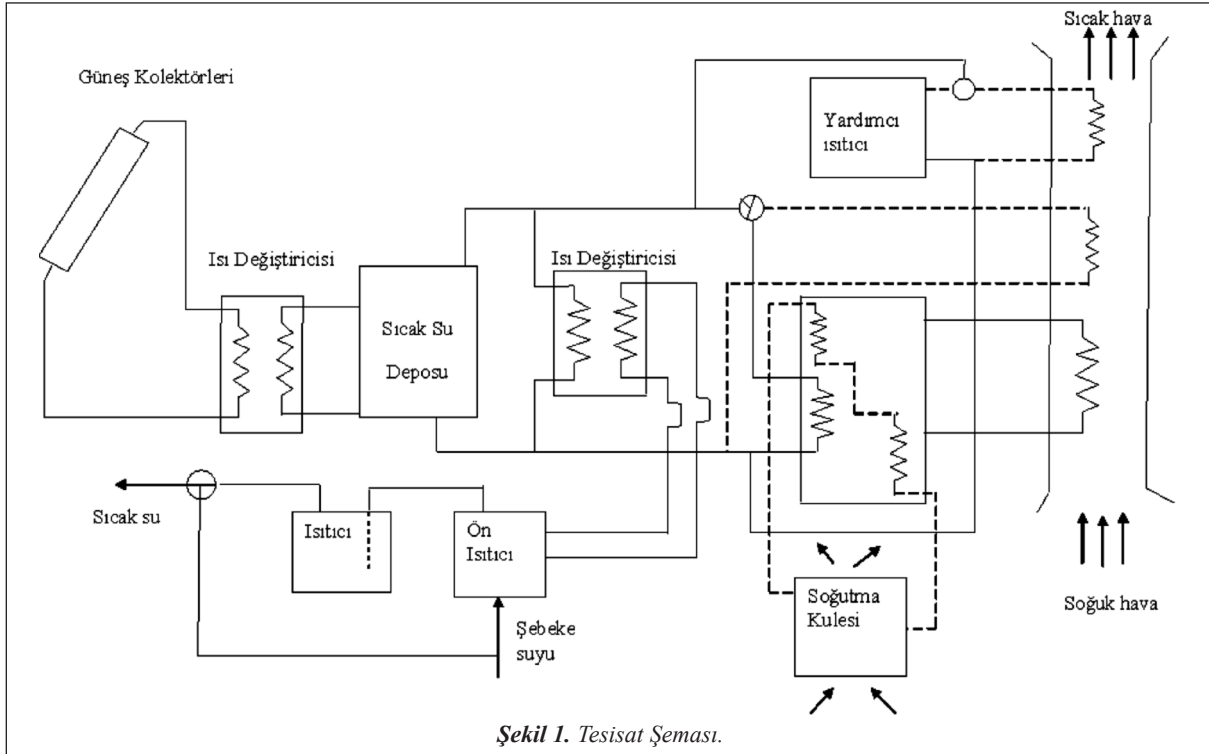 Sıcak hava
Güneş Kolektörleri
Yardımcı
ısıtıcı
Isı Değiştiricisi
Isı Değiştiricisi
Sıcak Su
Deposu
Sıcak su
Isıtıcı
Ön
Isıtıcı
Şebeke
suyu
Soğutma
Kulesi
Soğuk hava
Şekil 1. Tesisat Şeması.